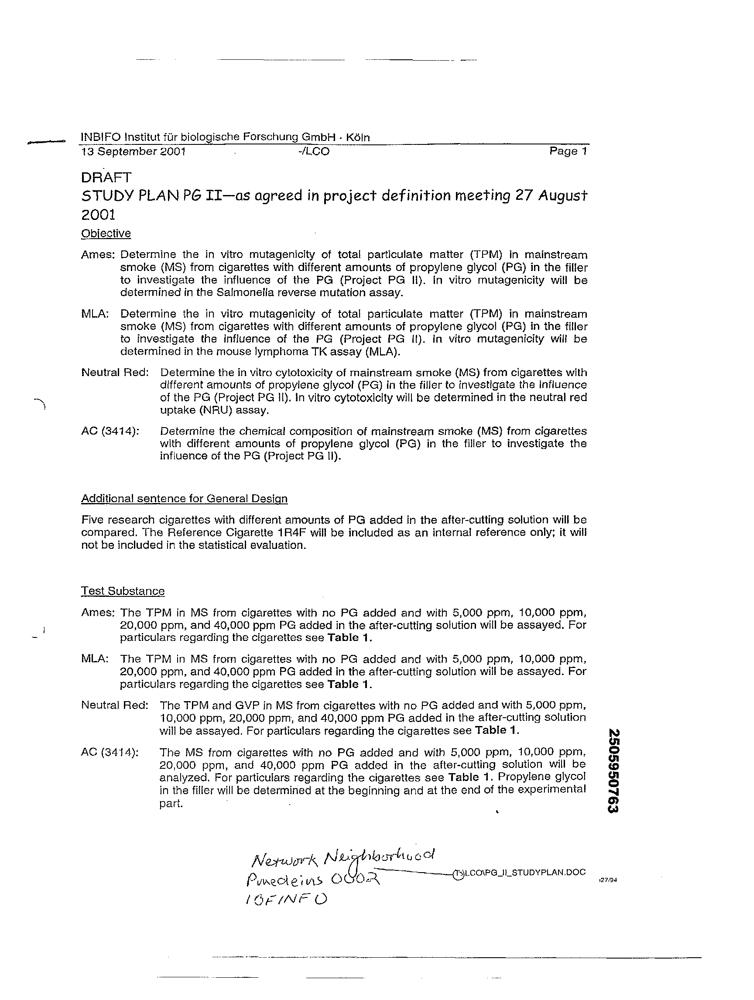 INBIFO Institut für biologische Forschung GmbH - Köln
13 September 2001 -/LCO Page 1
DRAFT
STUDY PLAN PG II—as agreed in project definition meeting 27 August
2001
Objective
Ames: Determine the in vitro mutagenicity of total particulate matter (TPM) in mainstream
smoke (MS) from cigarettes with different amounts of propylene glycol (PG) in the filler
to investigate the influence of the PG (Project PG II). In vitro mutagenicity will be
determined in the Salmonella reverse mutation assay.
MLA: Determine the in vitro mutagenicity of total particulate matter (TPM) in mainstream
smoke (MS) from cigarettes with different amounts of propylene glycol (PG) in the filler
to investigate the influence of the PG (Project PG II). In vitro mutagenicity will be
determined in the mouse lymphoma TK assay (MLA).
Neutral Red: Determine the in vitro cytotoxicity of mainstream smoke (MS) from cigarettes with
different amounts of propylene glycol (PG) in the filler to investigate the influence
of the PG (Project PG II). In vitro cytotoxicity will be determined in the neutral red
uptake (NRU) assay.
AC (3414): Determine the chemical composition of mainstream smoke (MS) from cigarettes
with different amounts of propylene glycol (PG) in the filler to investigate the
influence of the PG (Project PG II).
Additional sentence for General Design
Five research cigarettes with different amounts of PG added in the after-cutting solution will be
compared. The Reference Cigarette 1R4F will be included as an internal reference only; it will
not be included in the statistical evaluation.
Test Substance
Ames: The TPM in MS from cigarettes with no PG added and with 5,000 ppm, 10,000 ppm,
20,000 ppm, and 40,000 ppm PG added in the after-cutting solution will be assayed. For
particulars regarding the cigarettes see Table 1.
MLA: The TPM in MS from cigarettes with no PG added and with 5,000 ppm, 10,000 ppm,
20,000 ppm, and 40,000 ppm PG added in the after-cutting solution will be assayed. For
particulars regarding the cigarettes see Table 1.
Neutral Red: The TPM and GVP in MS from cigarettes with no PG added and with 5,000 ppm,
10,000 ppm, 20,000 ppm, and 40,000 ppm PG added in the after-cutting solution
will be assayed. For particulars regarding the cigarettes see Table 1.
AC (3414): The MS from cigarettes with no PG added and with 5,000 ppm, 10,000 ppm,
20,000 ppm, and 40,000 ppm PG added in the after-cutting solution will be
analyzed. For particulars regarding the cigarettes see Table 1. Propylene glycol
in the filler will be determined at the beginning and at the end of the experimental
part.
2505950763
Network Neighborhood
0002
\LCO\PG_II_STUDYPLAN.DOC